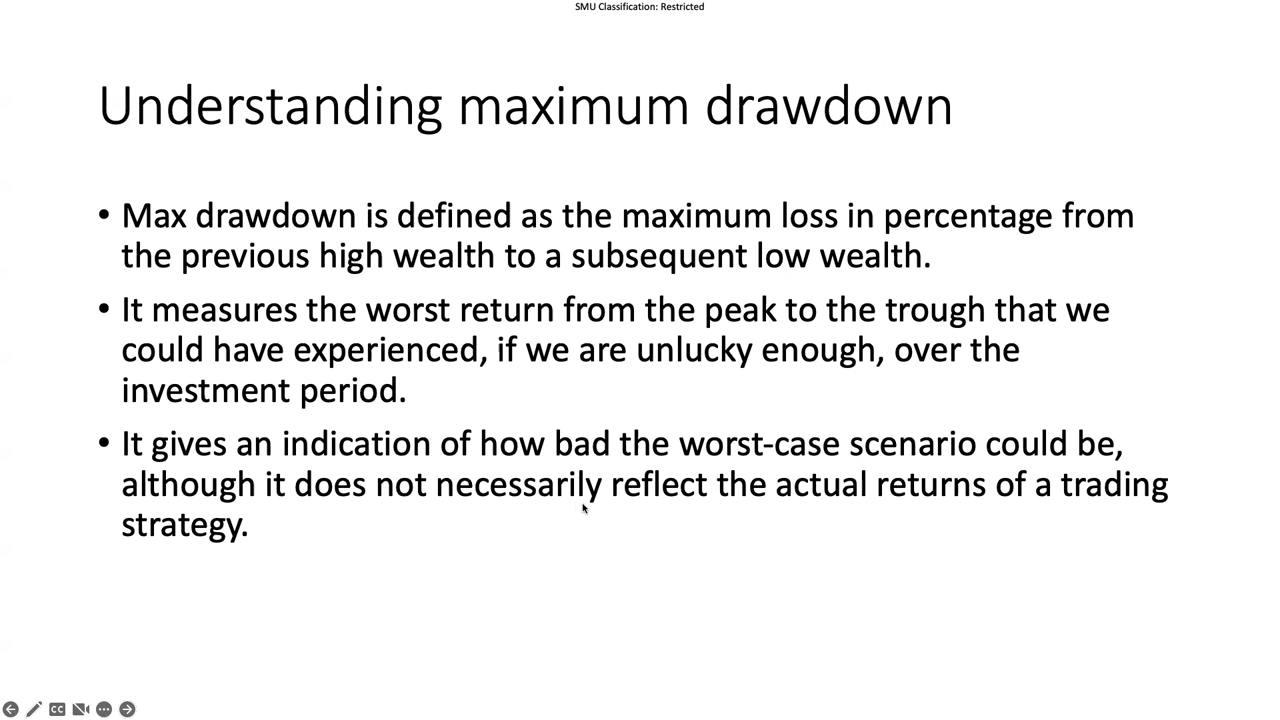 SMU Classification: Restricted
Understanding maximum drawdown
• Max drawdown is defined as the maximum loss in percentage from
the previous high wealth to a subsequent low wealth.
• It measures the worst return from the peak to the trough that we
could have experienced, if we are unlucky enough, over the
investment period.
• It gives an indication of how bad the worst-case scenario could be,
although it does not necessarily reflect the actual returns of a trading
strategy.
CC